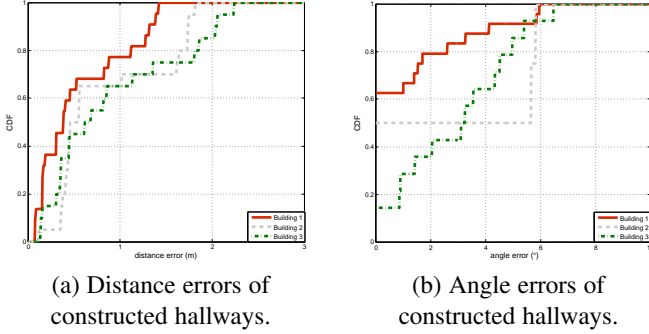 1
0.8
0.6
0.4
0.2
0
CDF
0
1
2
3
distance error (m)
Building 1
Building 2
Building 3
1
0.8
0.6
0.4
0.2
0
CDF
0
2
4
6
8
10
angle error (°)
Building 1
Building 2
Building 3
(a) Distance errors of
constructed hallways.
(b) Angle errors of
constructed hallways.